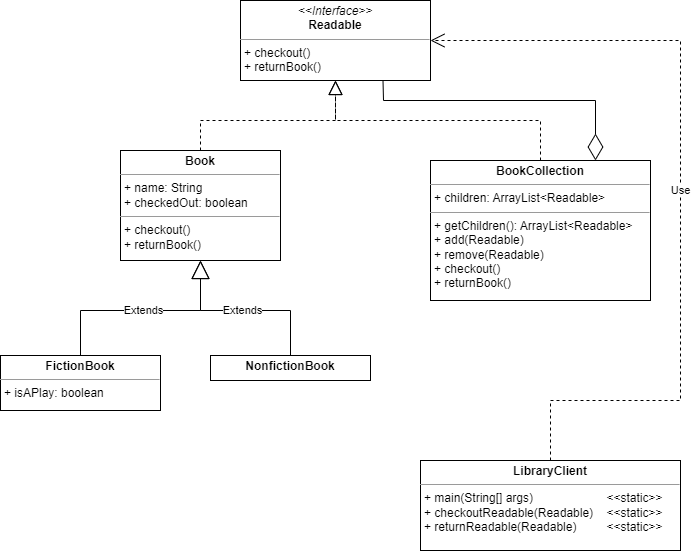 <<Interface>>
Readable
+ checkout()
+ returnBook()
Book
+ name: String
+ checkedOut: boolean
+ checkout()
+ returnBook()
BookCollection
+ children: ArrayList<Readable>
+ getChildren(): ArrayList<Readable>
+ add(Readable)
+ remove(Readable)
+ checkout()
+ returnBook()
Use
Extends
Extends
FictionBook
+ isAPlay: boolean
NonfictionBook
LibraryClient
+ main(String[] args) <<static>>
+ checkoutReadable(Readable) <<static>>
+ returnReadable(Readable) <<static>>